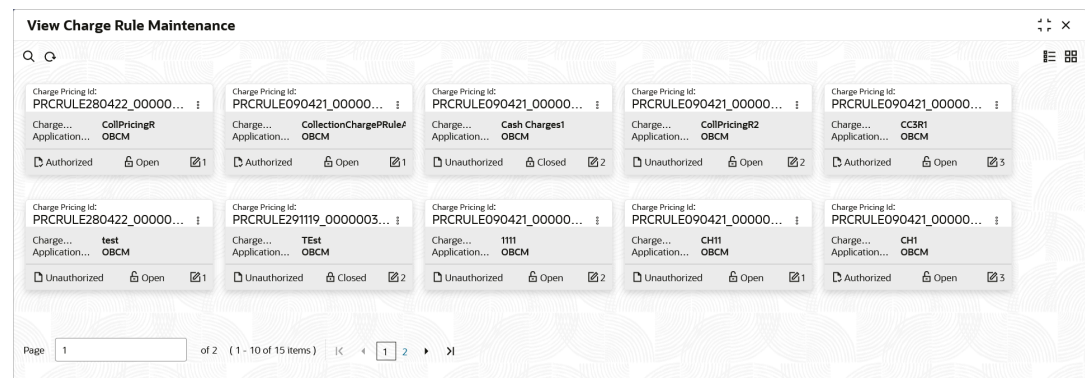 View Charge Rule Maintenance
Charge Pricing Id:
PRCRULE280422_00000...
Charge... CollPricingR
Application... OBCM
Authorized Open 1
Charge Pricing Id:
PRCRULE090421_00000...
Charge... CollectionChargePRuleA
Application... OBCM
Authorized Open 1
Charge Pricing Id:
PRCRULE090421_00000...
Charge... Cash Charges1
Application... OBCM
Unauthorized Closed 2
Charge Pricing Id:
PRCRULE090421_00000...
Charge... CollPricingR2
Application... OBCM
Unauthorized Open 2
Charge Pricing Id:
PRCRULE090421_00000...
Charge... CC3R1
Application... OBCM
Authorized Open 3
Charge Pricing Id:
PRCRULE280422_00000...
Charge... test
Application... OBCM
Unauthorized Open 1
Charge Pricing Id:
PRCRULE291119_0000003...
Charge... TEst
Application... OBCM
Unauthorized Closed 2
Charge Pricing Id:
PRCRULE090421_00000...
Charge... 1111
Application... OBCM
Unauthorized Open 2
Charge Pricing Id:
PRCRULE090421_00000...
Charge... CH11
Application... OBCM
Unauthorized Open 1
Charge Pricing Id:
PRCRULE090421_00000...
Charge... CH1
Application... OBCM
Authorized Open 3
Page 1 of 2 ( 1 - 10 of 15 items ) 1 2